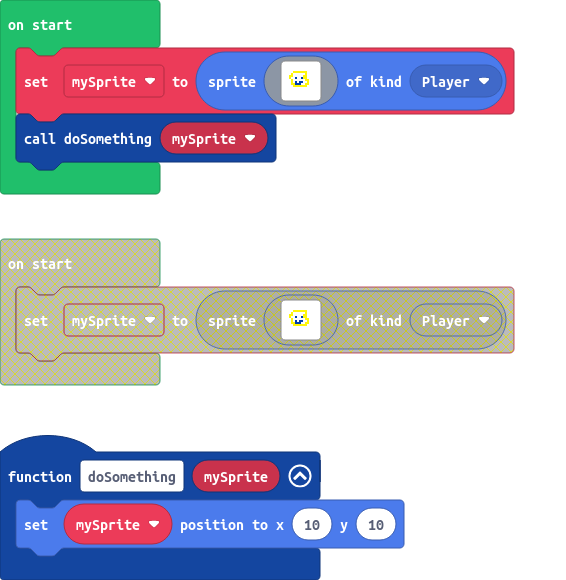 on start
set mySprite to sprite of kind Player
call doSomething mySprite
on start
set mySprite to sprite of kind Player
function doSomething mySprite
set mySprite position to x 10 y 10